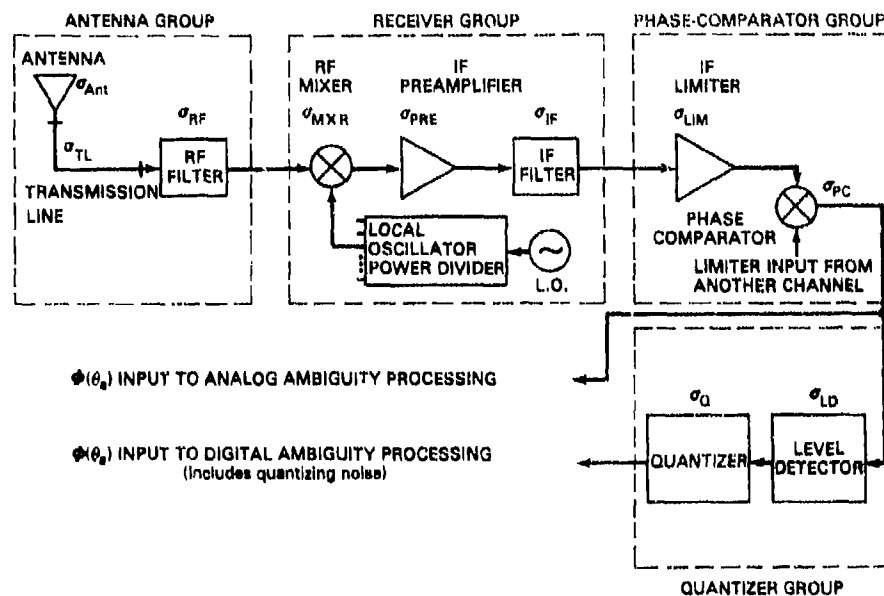 ANTENNA GROUP
RECEIVER GROUP
PHASE-COMPARATOR GROUP
ANTENNA
σAnt
σTL
σRF
RF
FILTER
TRANSMISSION
LINE
RF
MIXER
σMXR
IF
PREAMPLIFIER
σPRE
σIF
IF
FILTER
LOCAL
OSCILLATOR
POWER DIVIDER
L.O.
IF
LIMITER
σLIM
σPC
PHASE
COMPARATOR
LIMITER INPUT FROM
ANOTHER CHANNEL
Φ(θa) INPUT TO ANALOG AMBIGUITY PROCESSING
Φ(θa) INPUT TO DIGITAL AMBIGUITY PROCESSING
(includes quantizing noise)
σQ
σLD
QUANTIZER
LEVEL
DETECTOR
QUANTIZER GROUP